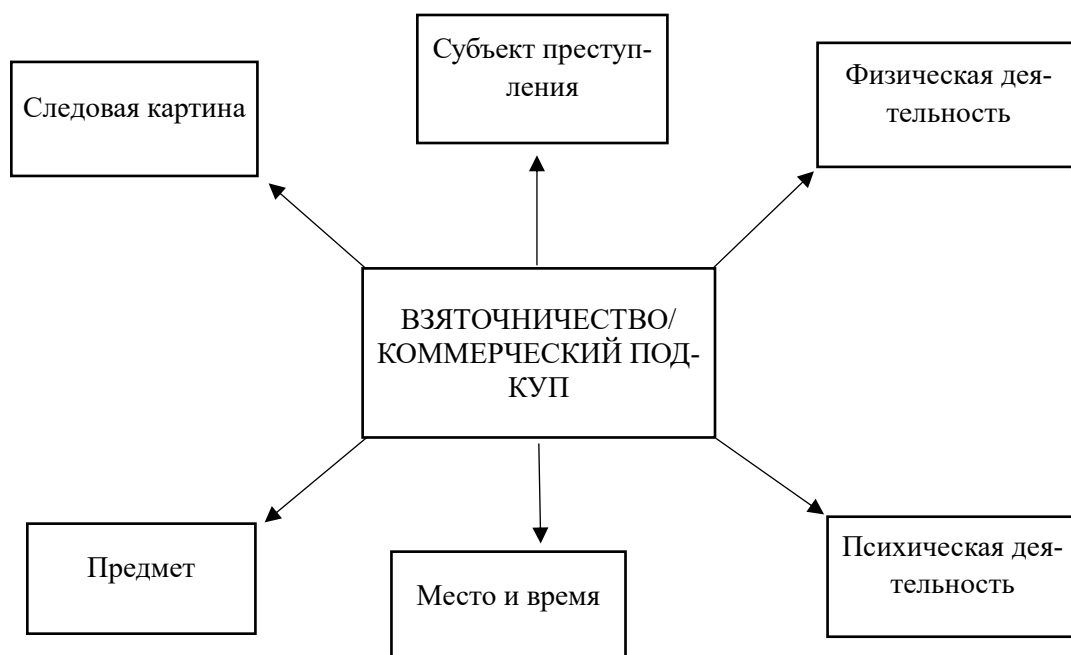 Субъект преступ-
ления
Следовая картина
Физическая дея-
тельность
ВЗЯТОЧНИЧЕСТВО/
КОММЕРЧЕСКИЙ ПОД-
КУП
Предмет
Место и время
Психическая дея-
тельность